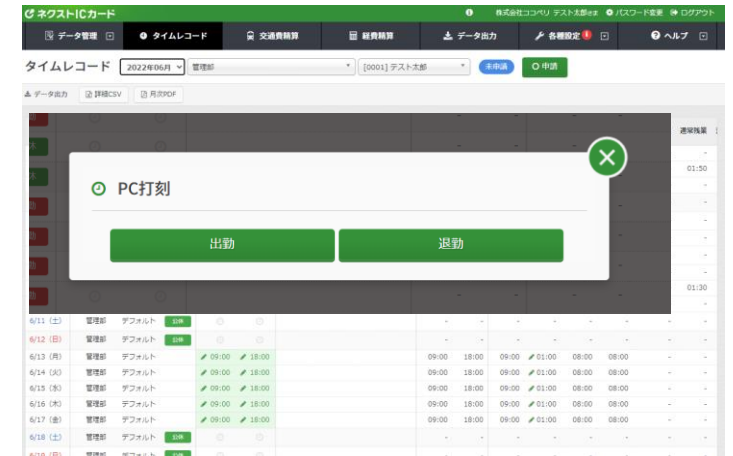 ネクストICカード
株式会社ココペリ テスト太郎さま パスワード変更 ログアウト
データ管理 タイムレコード 交通費精算 経費精算 データ出力 各種設定 ヘルプ
タイムレコード 2022年06月 管理部 [0001] テスト太郎 未申請 申請
データ出力 詳細CSV 月次PDF
通常残業
-
01:50
-
-
-
-
-
01:30
-
PC打刻
出勤 退勤
6/11 (土) 管理部 デフォルト 公休 - - - - - - - -
6/12 (日) 管理部 デフォルト 公休 - - - - - - - -
6/13 (月) 管理部 デフォルト 09:00 18:00 09:00 18:00 09:00 01:00 08:00 08:00 - -
6/14 (火) 管理部 デフォルト 09:00 18:00 09:00 18:00 09:00 01:00 08:00 08:00 - -
6/15 (水) 管理部 デフォルト 09:00 18:00 09:00 18:00 09:00 01:00 08:00 08:00 - -
6/16 (木) 管理部 デフォルト 09:00 18:00 09:00 18:00 09:00 01:00 08:00 08:00 - -
6/17 (金) 管理部 デフォルト 09:00 18:00 09:00 18:00 09:00 01:00 08:00 08:00 - -
6/18 (土) 管理部 デフォルト 公休 - - - - - - - -
6/19 (日) 管理部 デフォルト 公休